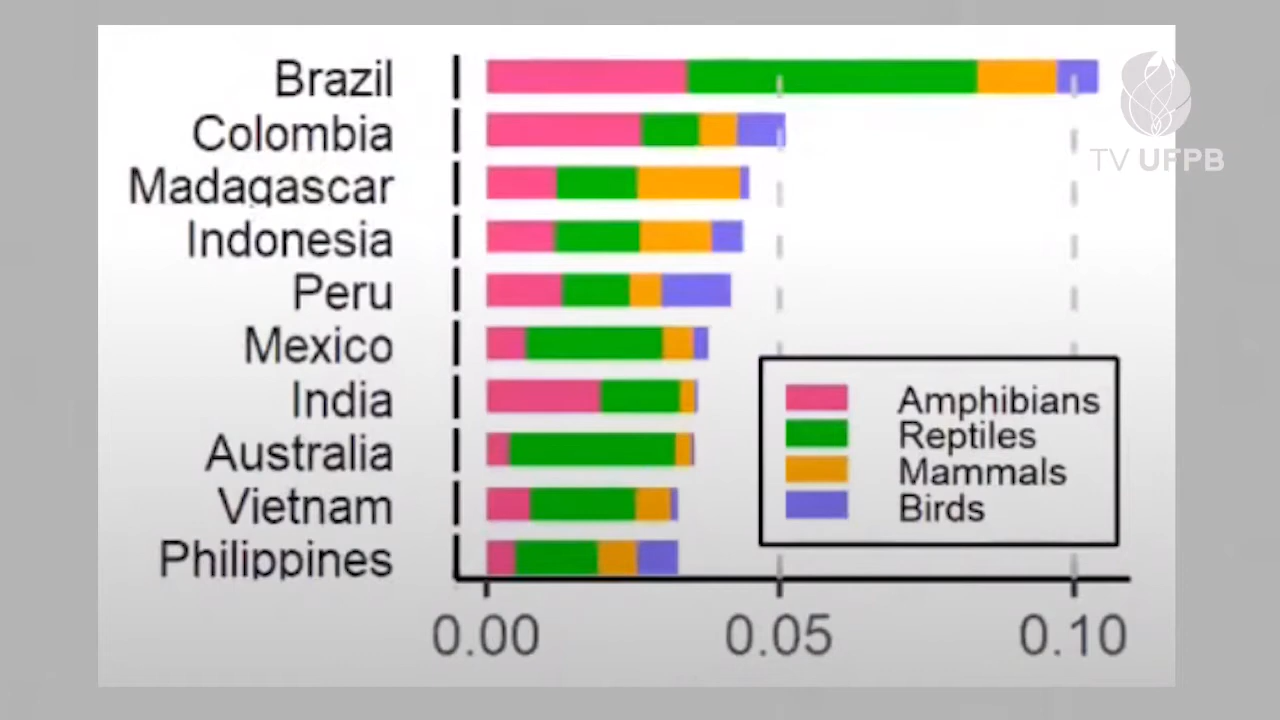 Brazil
Colombia
Madagascar
Indonesia
Peru
Mexico
India
Australia
Vietnam
Philippines
0.00 0.05 0.10
Amphibians
Reptiles
Mammals
Birds
TV UFPB